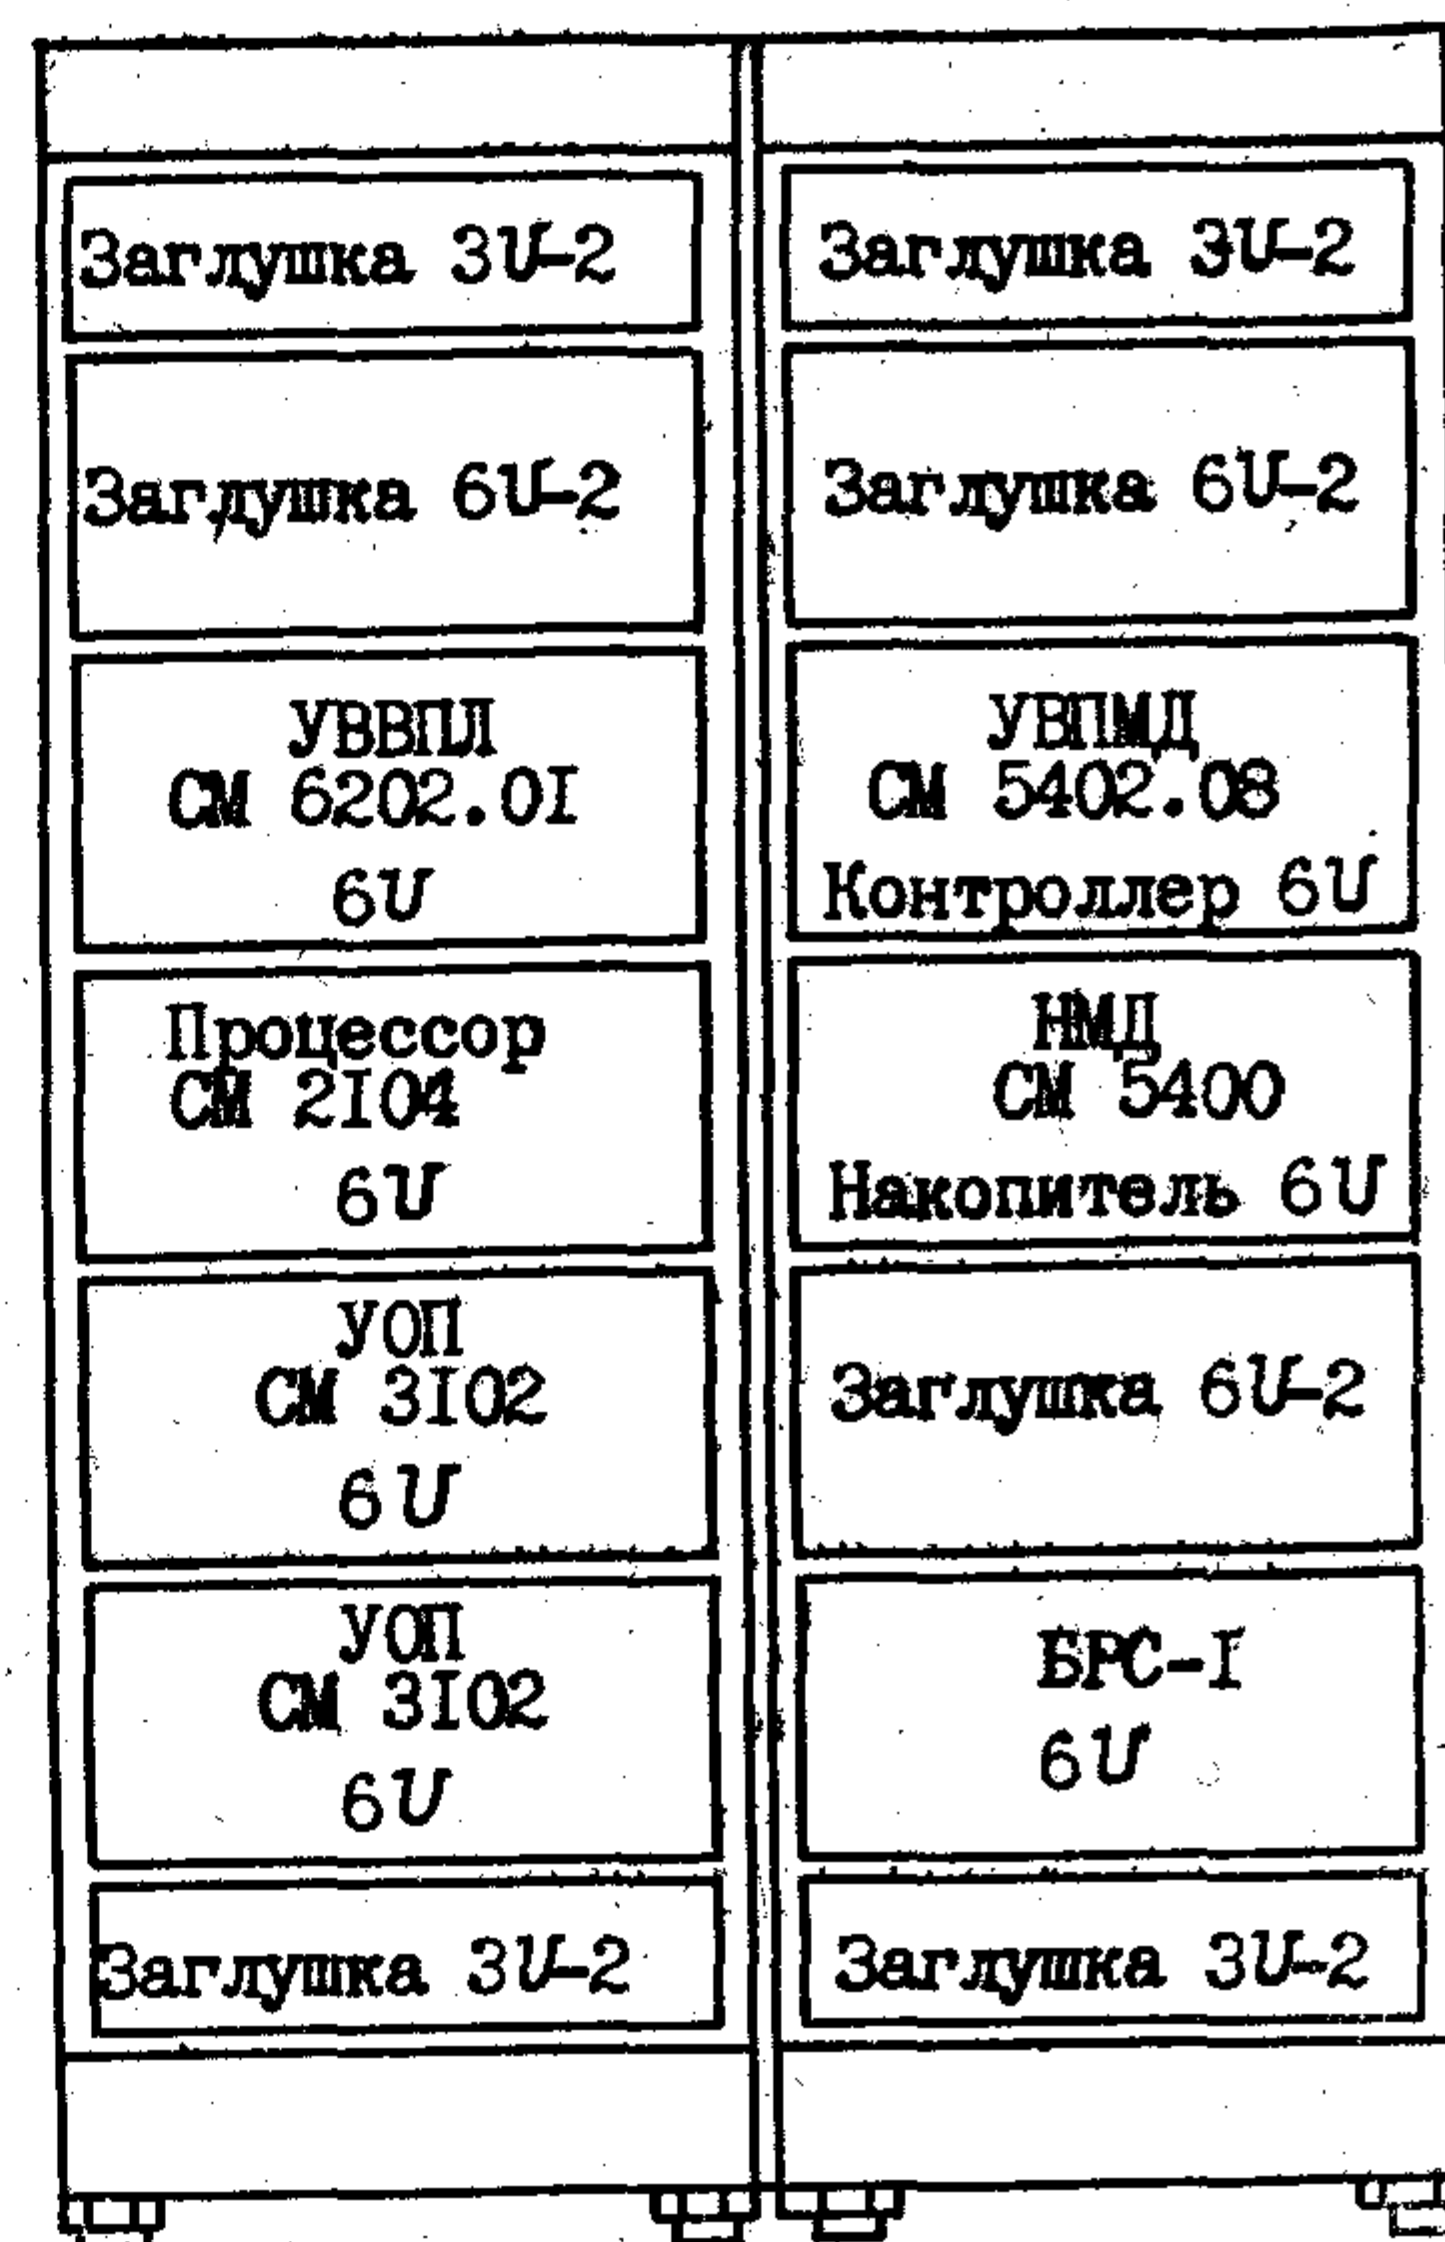 Заглушка 3U-2
Заглушка 6U-2
УВВПЛ
СМ 6202.0I
6U
Процессор
СМ 2I04
6U
УОП
СМ 3I02
6U
УОП
СМ 3I02
6U
Заглушка 3U-2
Заглушка 3U-2
Заглушка 6U-2
УВПМД
СМ 5402.08
Контроллер 6U
НМД
СМ 5400
Накопитель 6U
Заглушка 6U-2
БРС-I
6U
Заглушка 3U-2